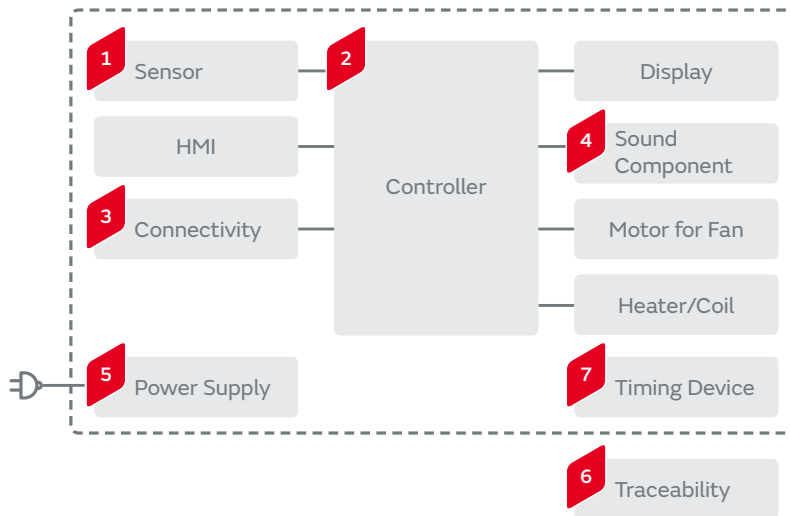 1
Sensor
2
Display
HMI
Controller
4
Sound
Component
3
Connectivity
Motor for Fan
Heater/Coil
5
Power Supply
7
Timing Device
6
Traceability